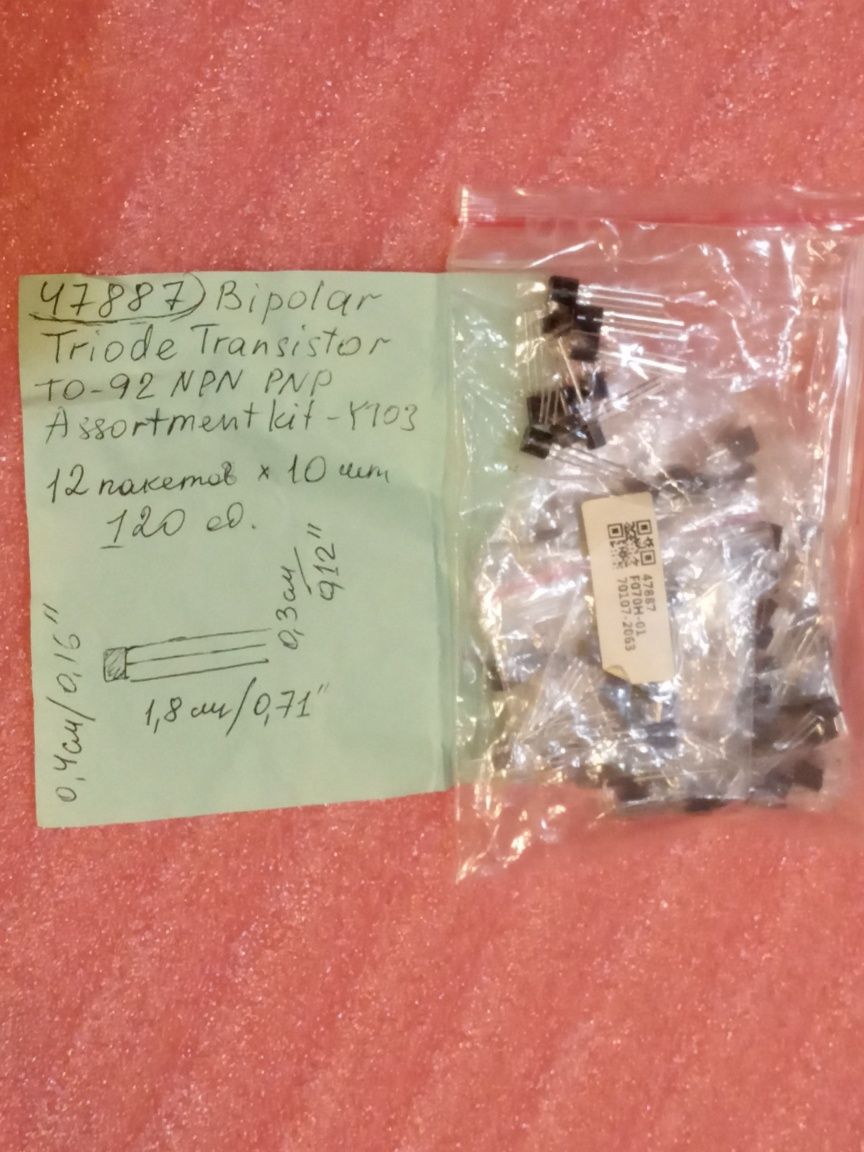 47887) Bipolar
Triode Transistor
TO-92 NPN PNP
Assortment kit - Y103
12 пакетов × 10 шт
120 ед.
0,4см/0,16"
1,8 см/0,71"
0,3см/0,12"
47887
F070H-01
70107-2063